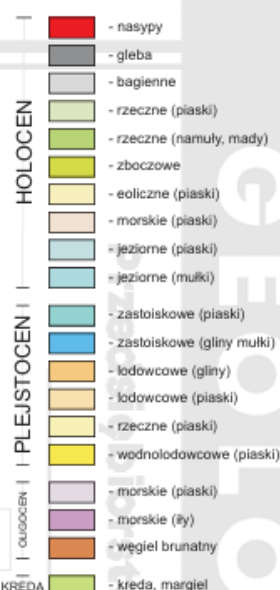 HOLOCEN
- nasypy
- gleba
- bagienne
- rzeczne (piaski)
- rzeczne (namuły, mady)
- zboczowe
- eoliczne (piaski)
- morskie (piaski)
- jeziorne (piaski)
- jeziorne (mułki)
PLEJSTOCEN
- zastoiskowe (piaski)
- zastoiskowe (gliny mułki)
- lodowcowe (gliny)
- lodowcowe (piaski)
- rzeczne (piaski)
- wodnolodowcowe (piaski)
OLIGOCEN
- morskie (piaski)
- morskie (iły)
- węgiel brunatny
KREDA
- kreda, margiel
GEOLO